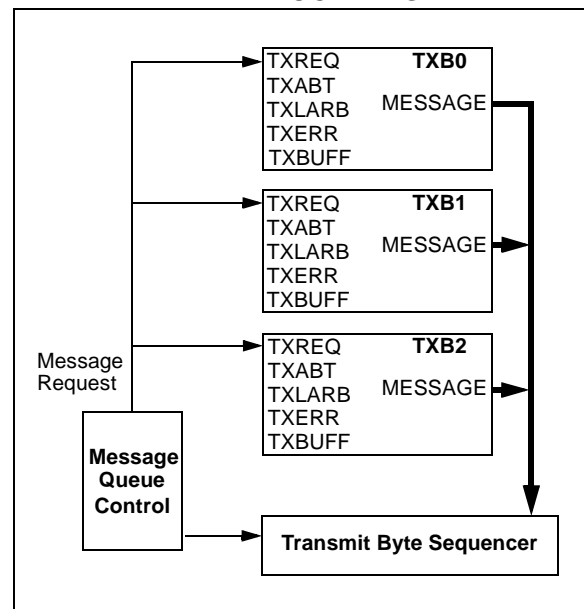 TXREQ TXB0
TXABT
TXLARB MESSAGE
TXERR
TXBUFF
TXREQ TXB1
TXABT
TXLARB MESSAGE
TXERR
TXBUFF
TXREQ TXB2
TXABT
TXLARB MESSAGE
TXERR
TXBUFF
Message
Request
Message
Queue
Control
Transmit Byte Sequencer